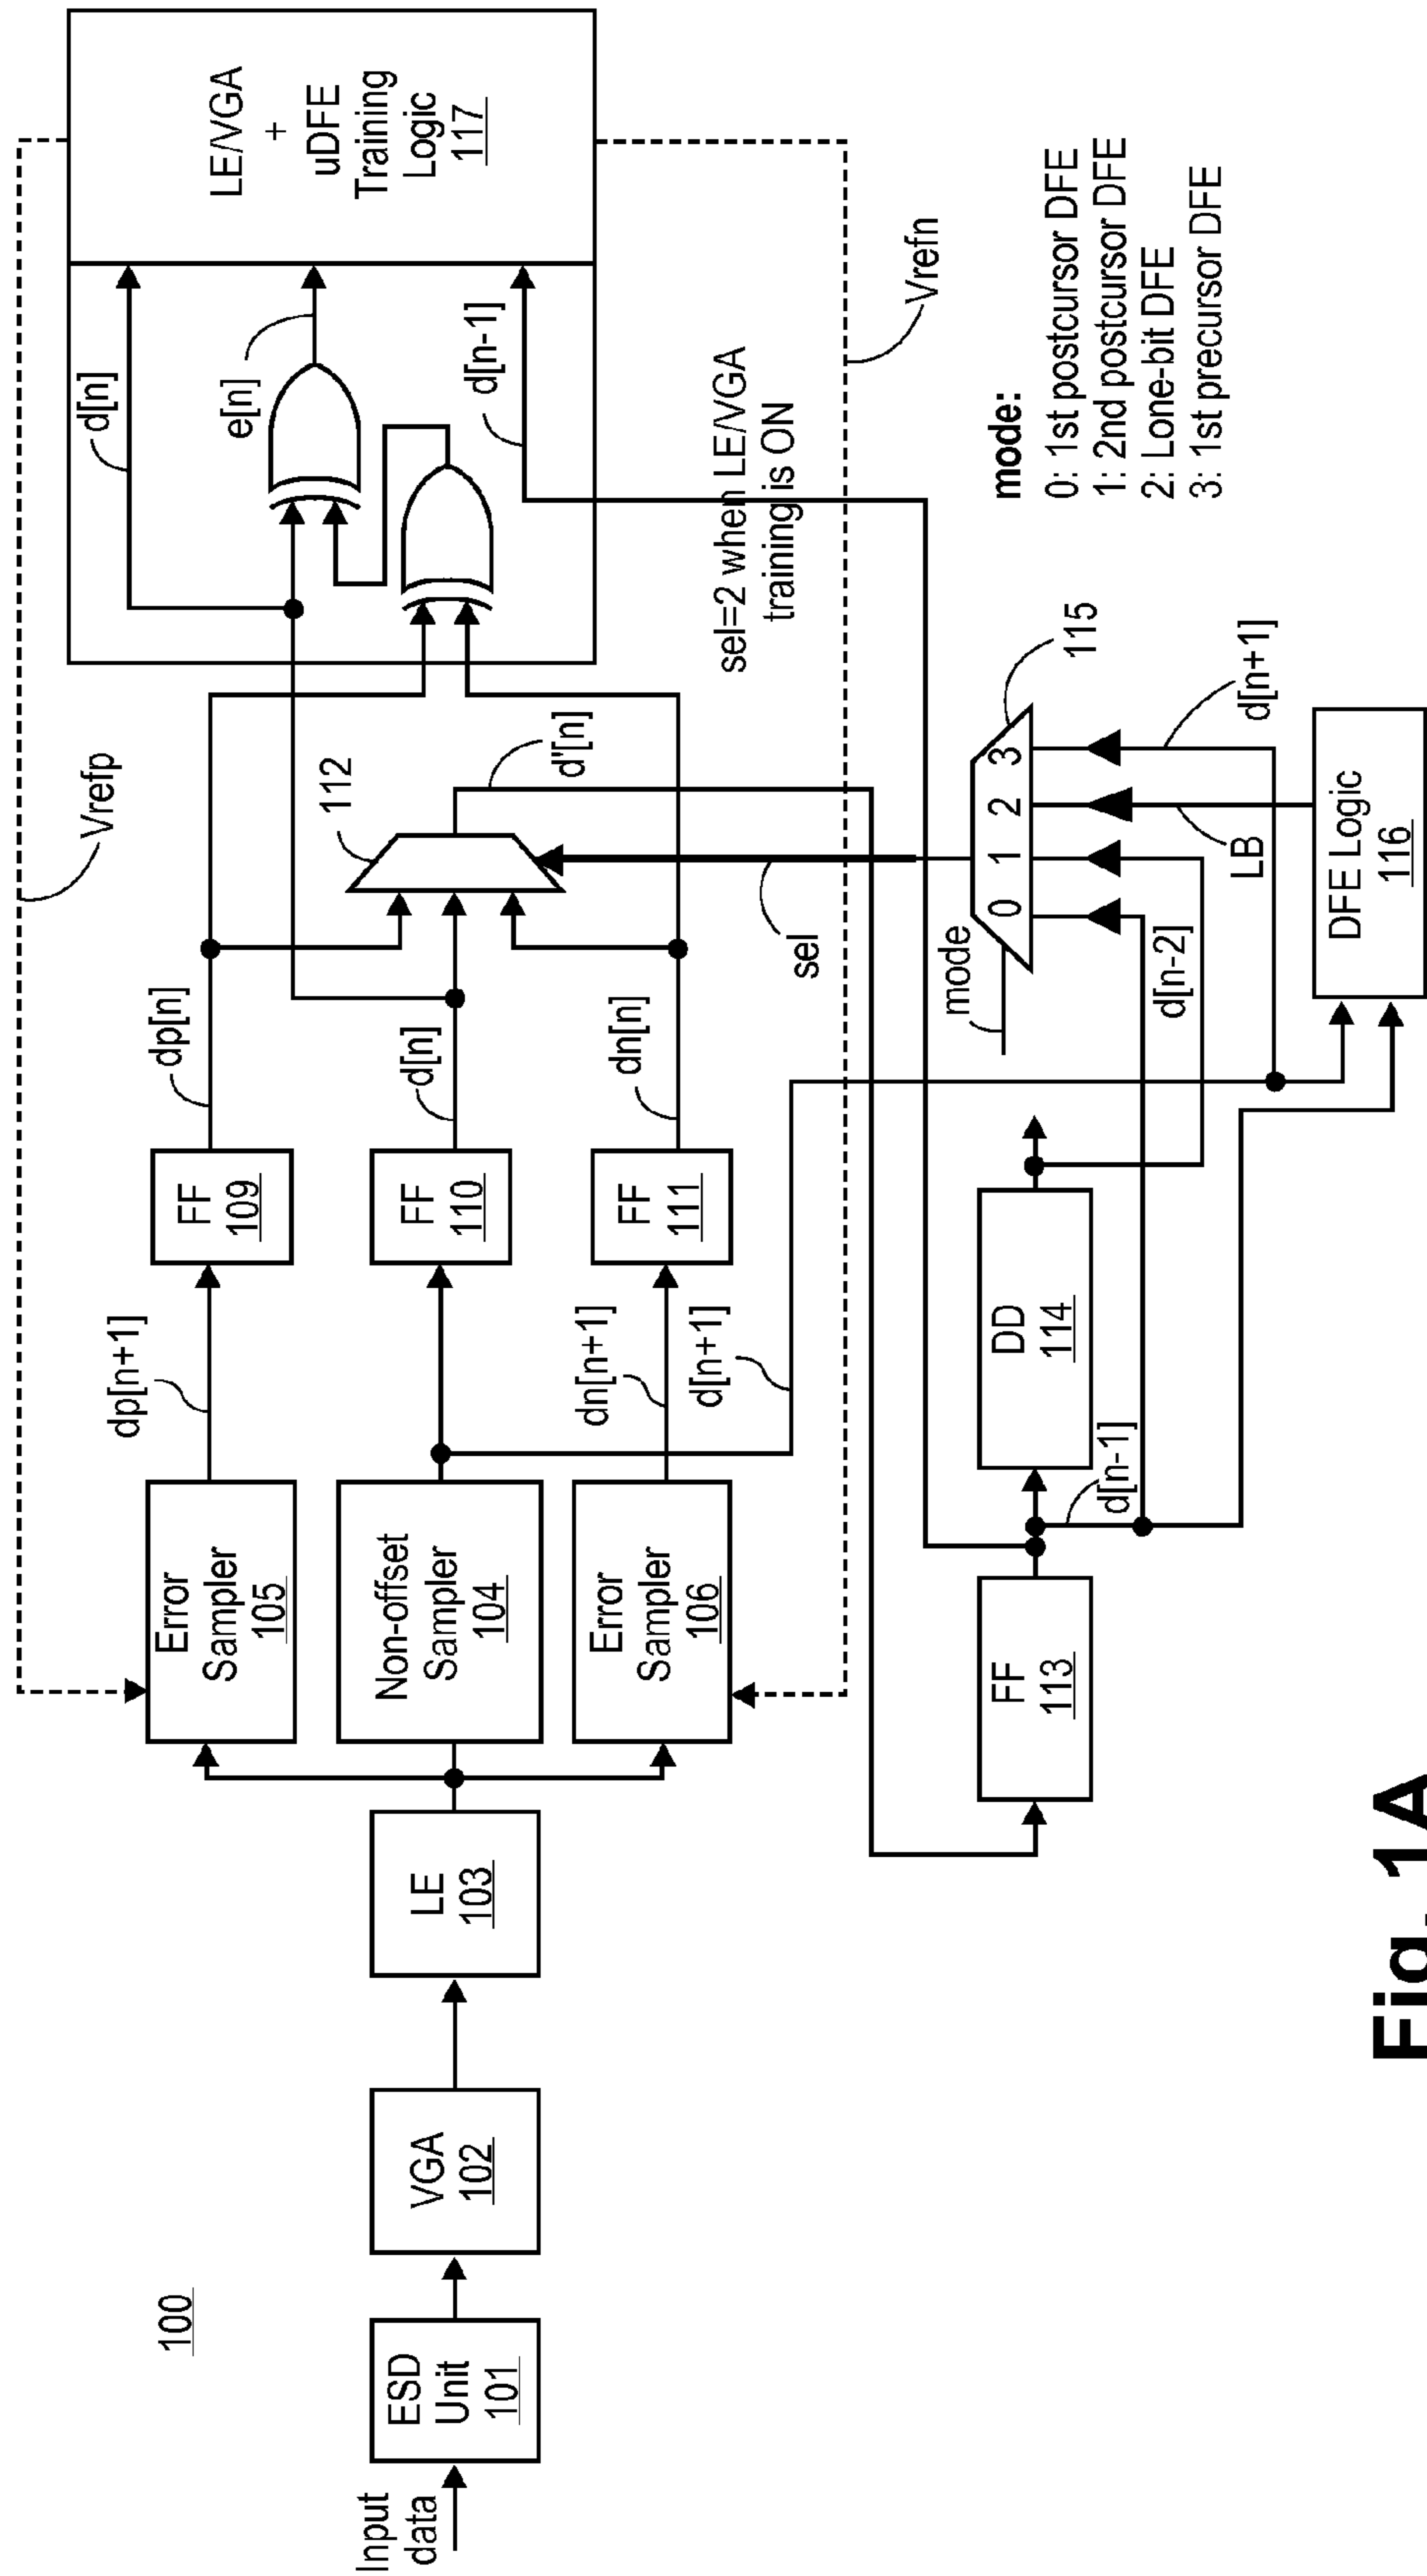 100
Input
data
ESD
Unit
101
VGA
102
LE
103
Vrefp
Error
Sampler
105
Non-offset
Sampler
104
Error
Sampler
106
dp[n+1]
dn[n+1]
d[n+1]
FF
109
FF
110
FF
111
dp[n]
d[n]
dn[n]
112
d'[n]
sel
d[n]
e[n]
d[n-1]
LE/VGA
+
uDFE
Training
Logic
117
sel=2 when LE/VGA
training is ON
Vrefn
FF
113
DD
114
d[n-1]
d[n-2]
mode
0 1 2 3
115
LB
d[n+1]
DFE Logic
116
mode:
0: 1st postcursor DFE
1: 2nd postcursor DFE
2: Lone-bit DFE
3: 1st precursor DFE
Fig. 1A